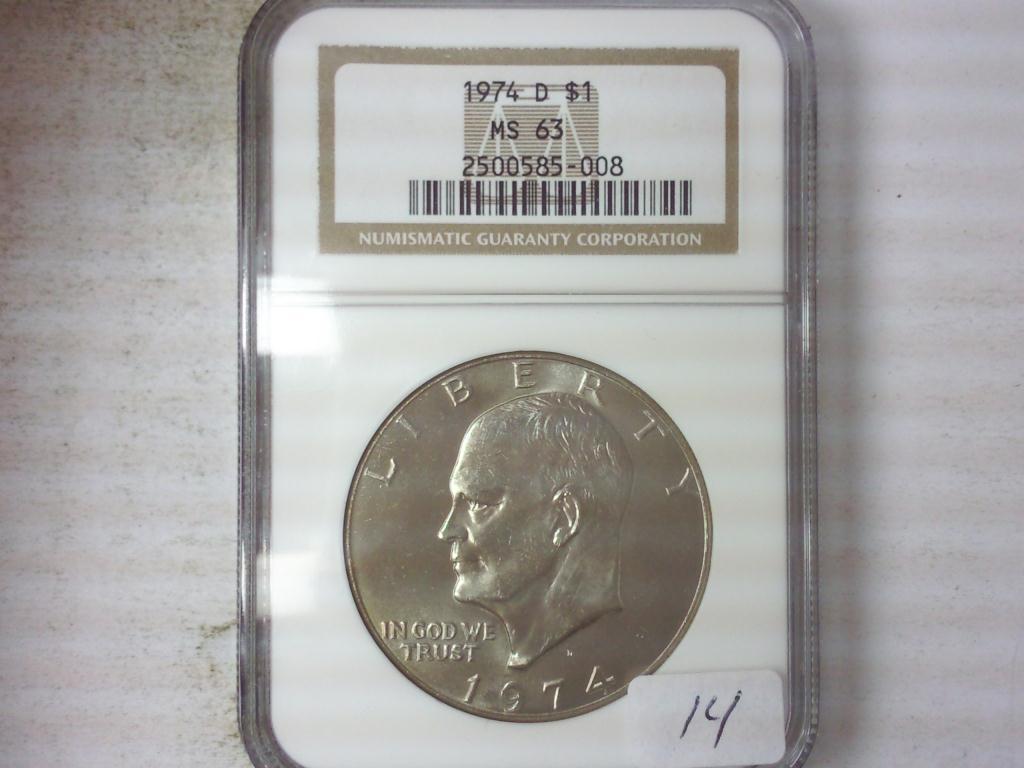 1974 D $1
MS 63
2500585-008
NUMISMATIC GUARANTY CORPORATION
LIBERTY
IN GOD WE
TRUST
1974
14